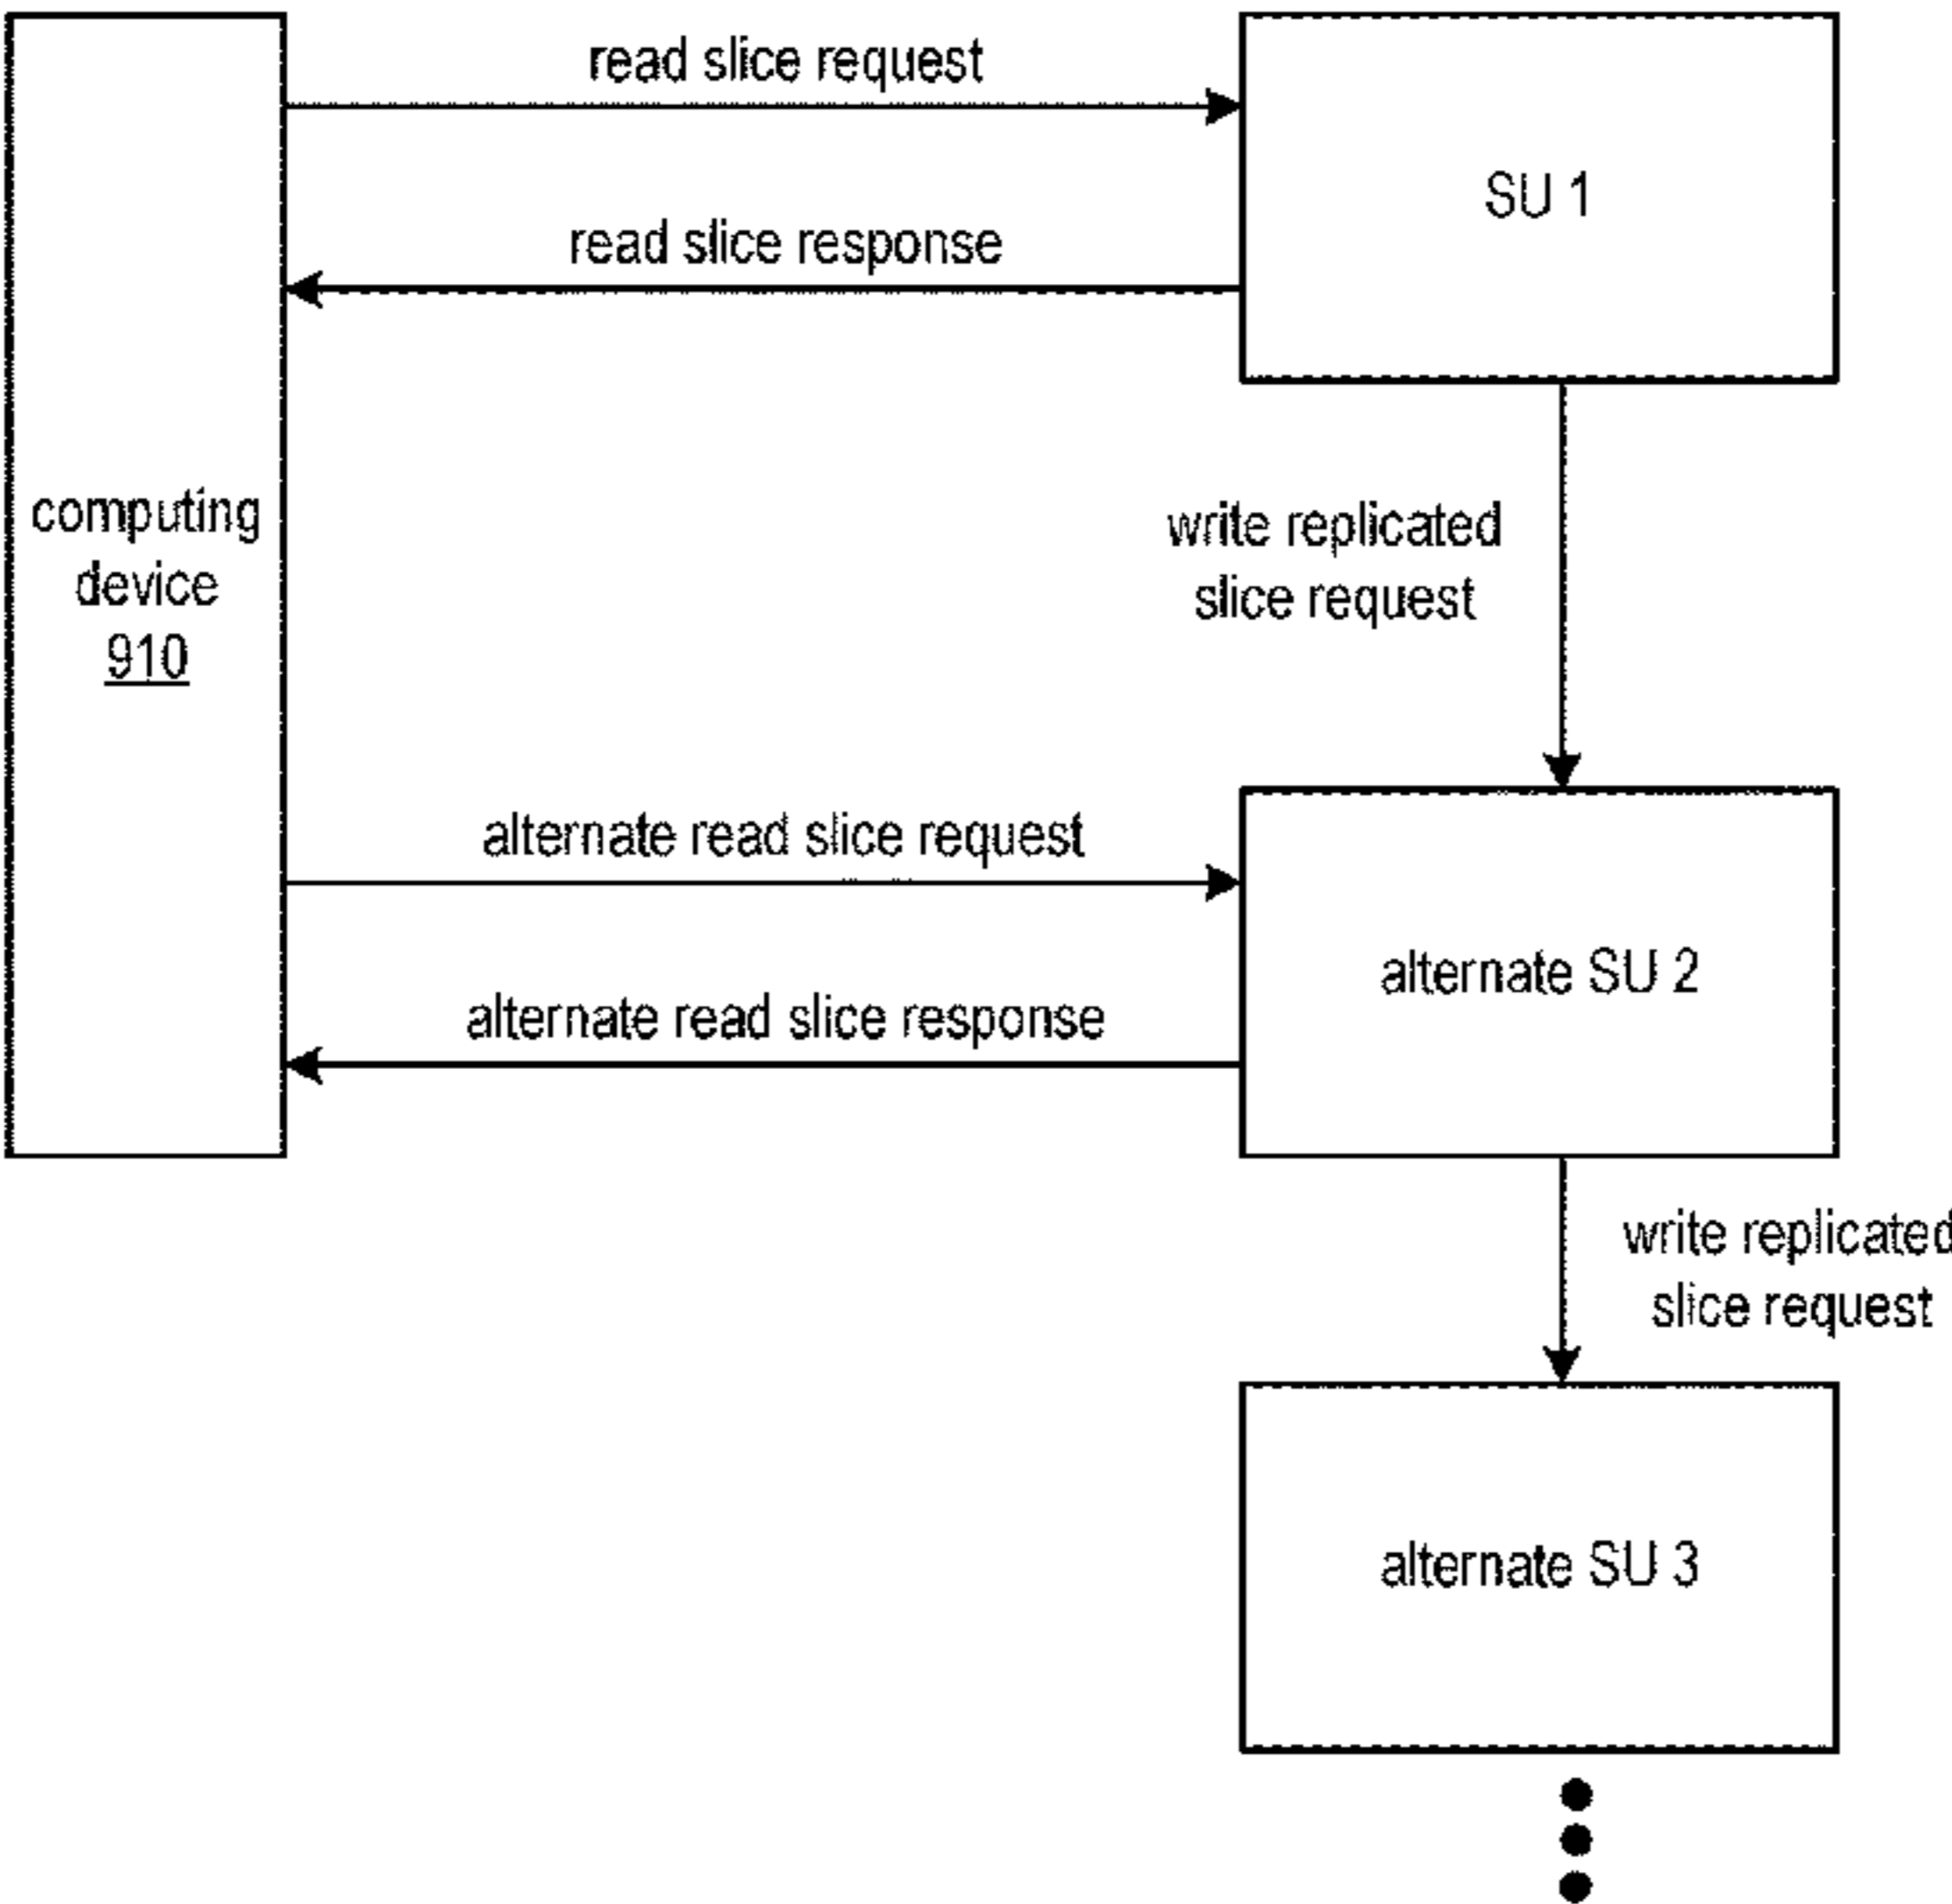 read slice request
SU 1
read slice response
computing
device
910
write replicated
slice request
alternate read slice request
alternate SU 2
alternate read slice response
write replicated
slice request
alternate SU 3